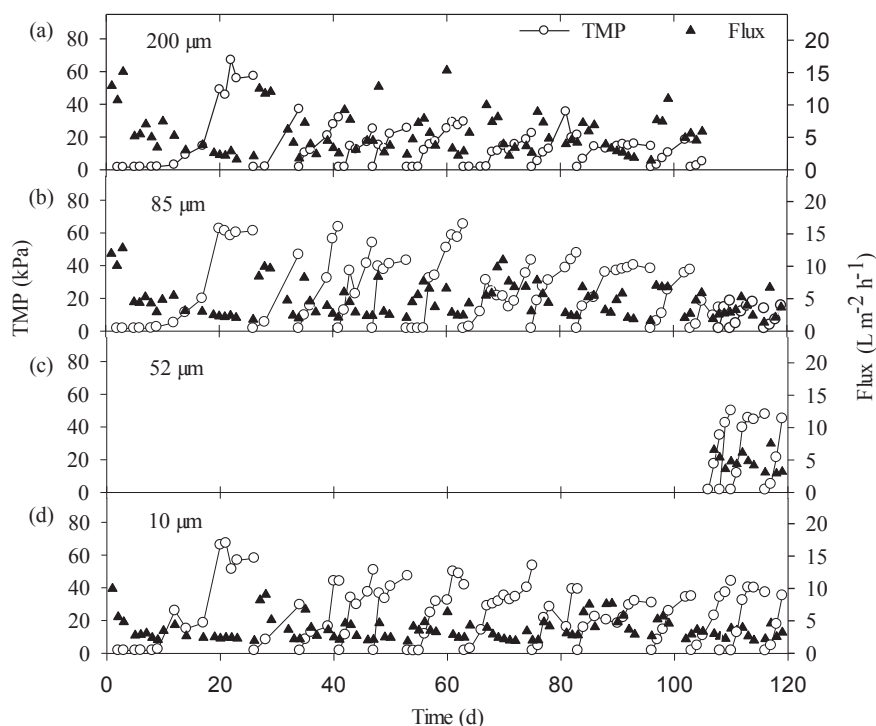 (a) 200 µm TMP Flux
80 60 40 20 0
20 15 10 5 0
(b) 85 µm
80 60 40 20 0
20 15 10 5 0
(c) 52 µm
80 60 40 20 0
20 15 10 5 0
(d) 10 µm
80 60 40 20 0
20 15 10 5 0
TMP (kPa)
Flux (L m-2 h-1)
0 20 40 60 80 100 120
Time (d)